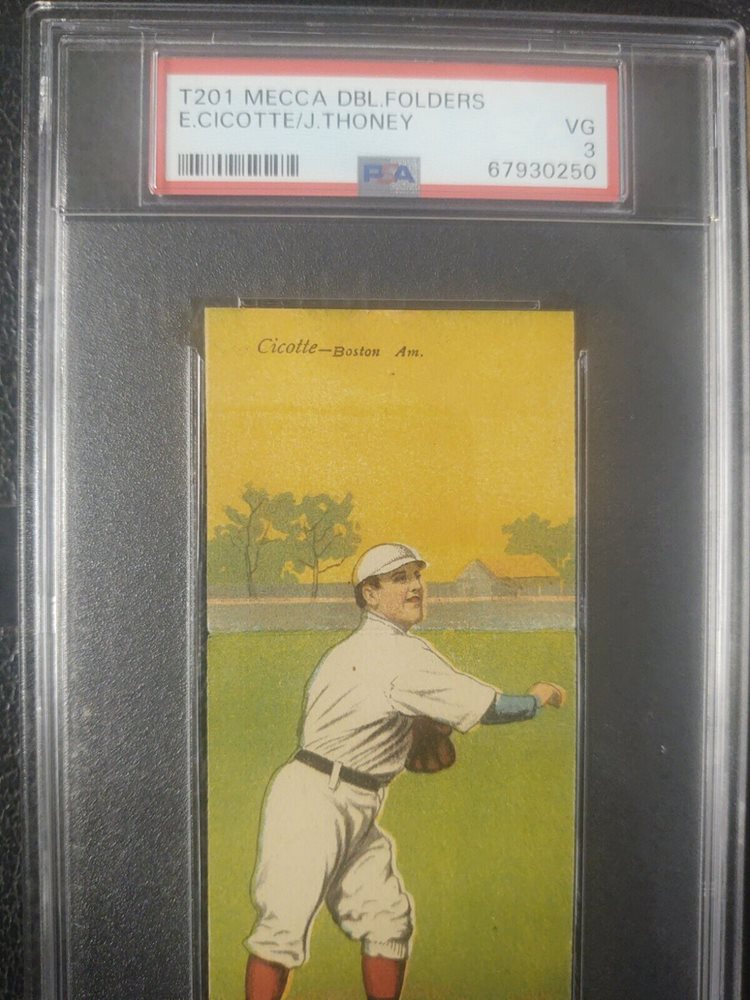 T201 MECCA DBL.FOLDERS
E.CICOTTE/J.THONEY
VG
3
PSA
67930250
Cicotte—Boston Am.